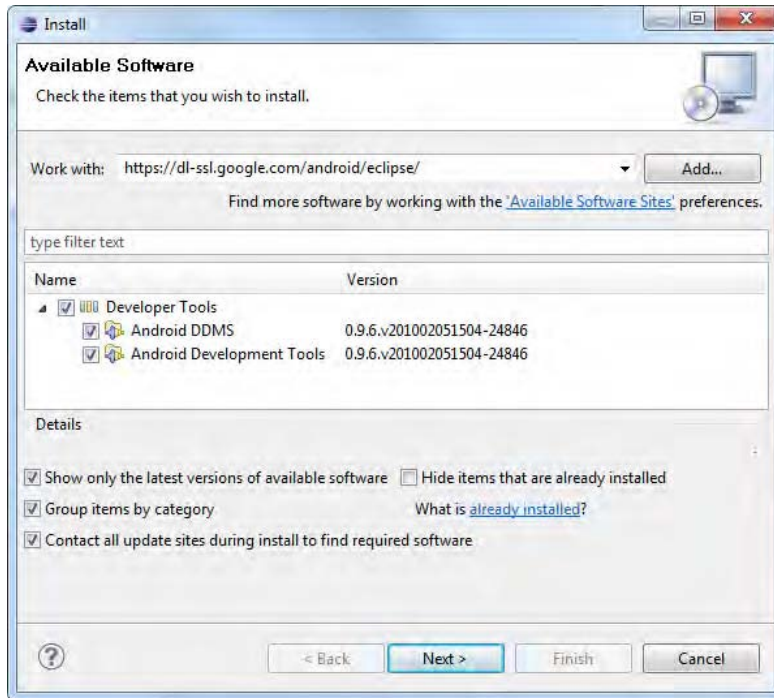 Install
Available Software
Check the items that you wish to install.
Work with: https://dl-ssl.google.com/android/eclipse/ Add...
Find more software by working with the 'Available Software Sites' preferences.
type filter text
Name Version
Developer Tools
Android DDMS 0.9.6.v201002051504-24846
Android Development Tools 0.9.6.v201002051504-24846
Details
Show only the latest versions of available software Hide items that are already installed
Group items by category What is already installed?
Contact all update sites during install to find required software
? < Back Next > Finish Cancel